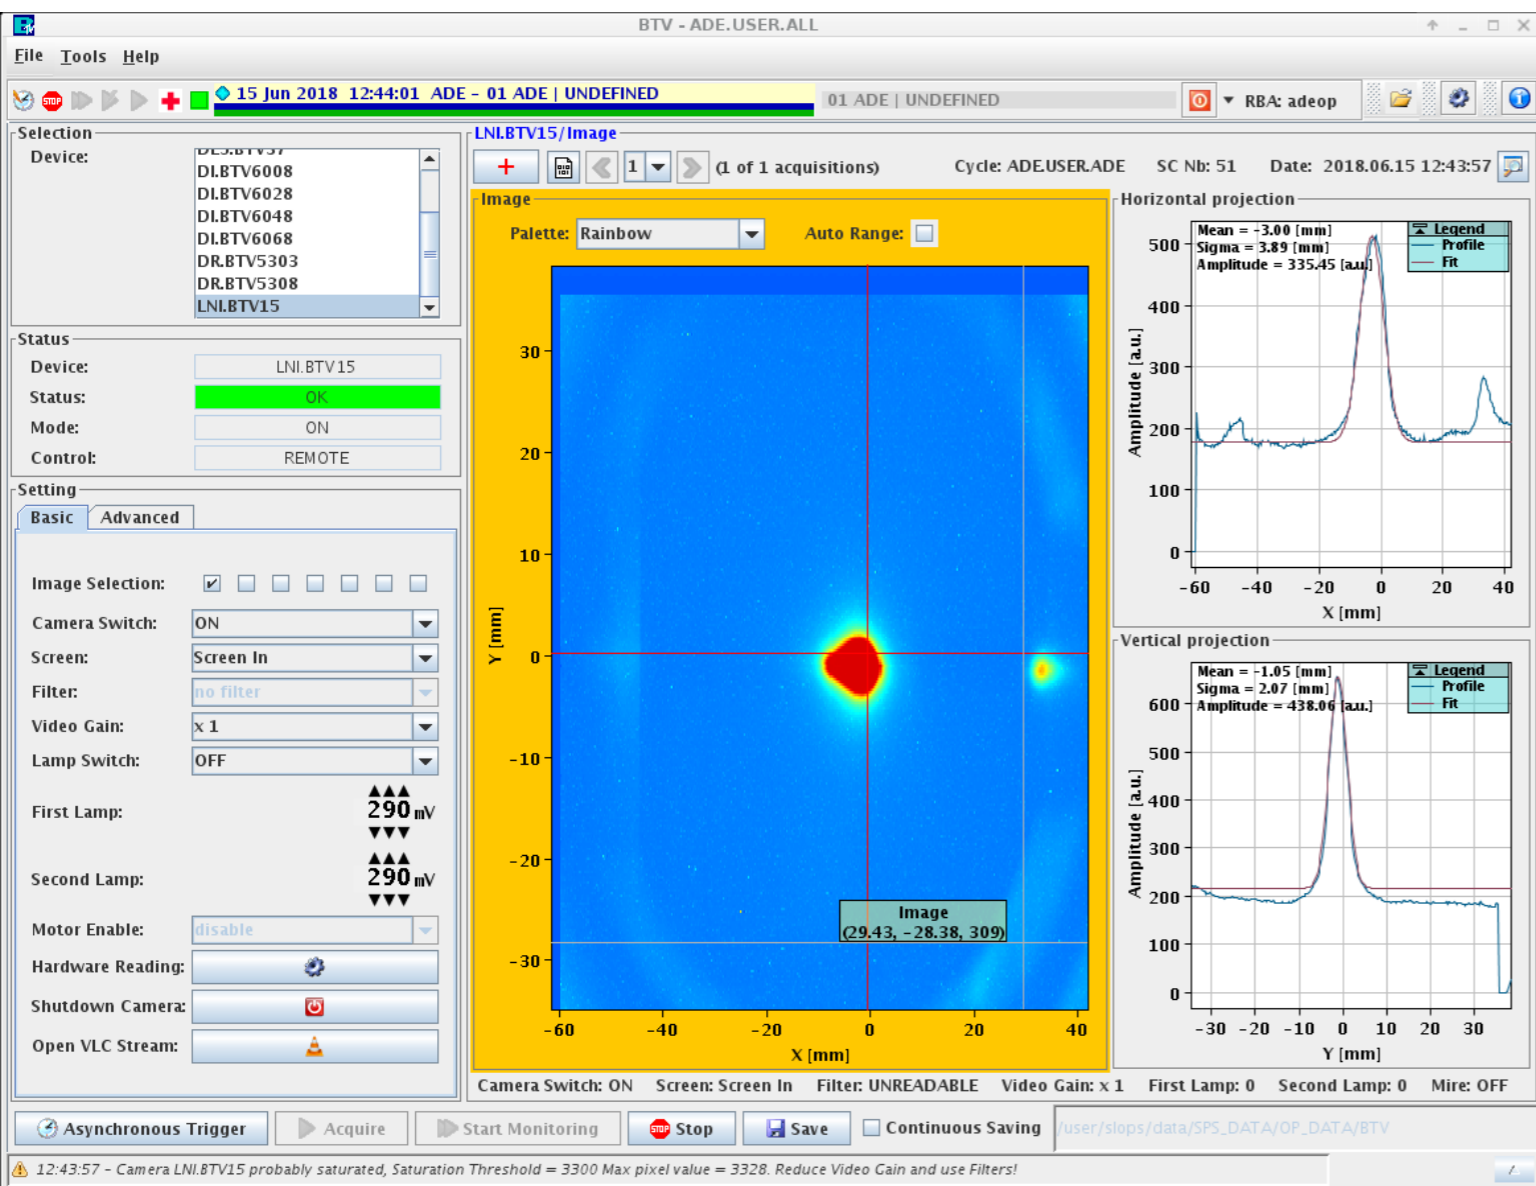 BTV - ADE.USER.ALL
File Tools Help
15 Jun 2018 12:44:01 ADE - 01 ADE | UNDEFINED
01 ADE | UNDEFINED
RBA: adeop
Selection
Device:
DI.BTV6008
DI.BTV6028
DI.BTV6048
DI.BTV6068
DR.BTV5303
DR.BTV5308
LNI.BTV15
Status
Device: LNI.BTV15
Status: OK
Mode: ON
Control: REMOTE
Setting
Basic Advanced
Image Selection:
Camera Switch: ON
Screen: Screen In
Filter: no filter
Video Gain: x 1
Lamp Switch: OFF
First Lamp: 290 mV
Second Lamp: 290 mV
Motor Enable: disable
Hardware Reading:
Shutdown Camera:
Open VLC Stream:
LNI.BTV15/Image
1 (1 of 1 acquisitions) Cycle: ADE.USER.ADE SC Nb: 51 Date: 2018.06.15 12:43:57
Image
Palette: Rainbow Auto Range:
30
20
10
0
-10
-20
-30
Y [mm]
Image
(29.43, -28.38, 309)
-60 -40 -20 0 20 40
X [mm]
Horizontal projection
Mean = -3.00 [mm]
Sigma = 3.89 [mm]
Amplitude = 335.45 [a.u.]
Legend
Profile
Fit
500
400
300
200
100
0
Amplitude [a.u.]
-60 -40 -20 0 20 40
X [mm]
Vertical projection
Mean = -1.05 [mm]
Sigma = 2.07 [mm]
Amplitude = 438.06 [a.u.]
Legend
Profile
Fit
600
500
400
300
200
100
0
Amplitude [a.u.]
-30 -20 -10 0 10 20 30
Y [mm]
Camera Switch: ON Screen: Screen In Filter: UNREADABLE Video Gain: x 1 First Lamp: 0 Second Lamp: 0 Mire: OFF
Asynchronous Trigger Acquire Start Monitoring STOP Stop Save Continuous Saving /user/slops/data/SPS_DATA/OP_DATA/BTV
12:43:57 - Camera LNI.BTV15 probably saturated, Saturation Threshold = 3300 Max pixel value = 3328. Reduce Video Gain and use Filters!